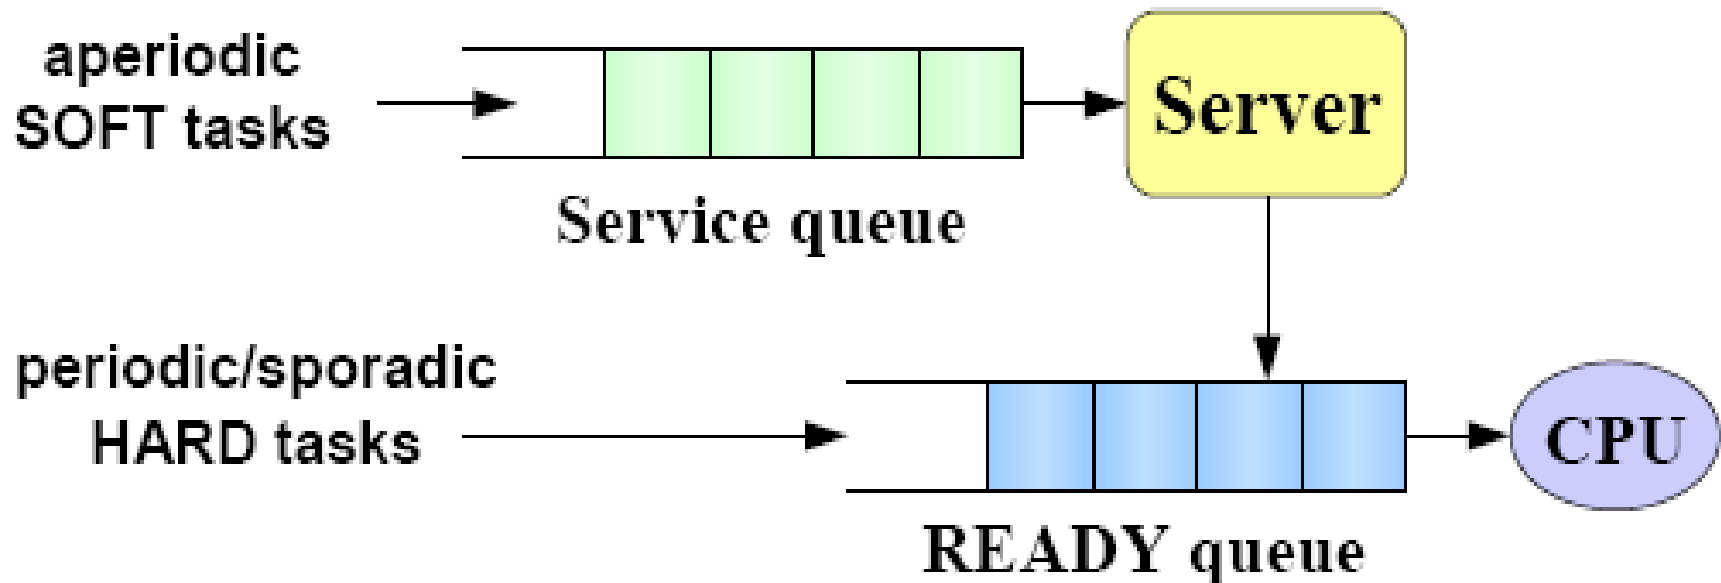 aperiodic
SOFT tasks
Server
Service queue
periodic/sporadic
HARD tasks
CPU
READY queue